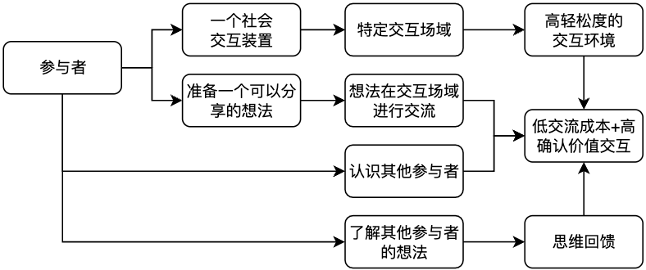 参与者
一个社会
交互装置
特定交互场域
高轻松度的
交互环境
准备一个可以分
享的想法
想法在交互场域
进行交流
低交流成本+高
确认价值交互
认识其他参与者
了解其他参与者
的想法
思维回馈